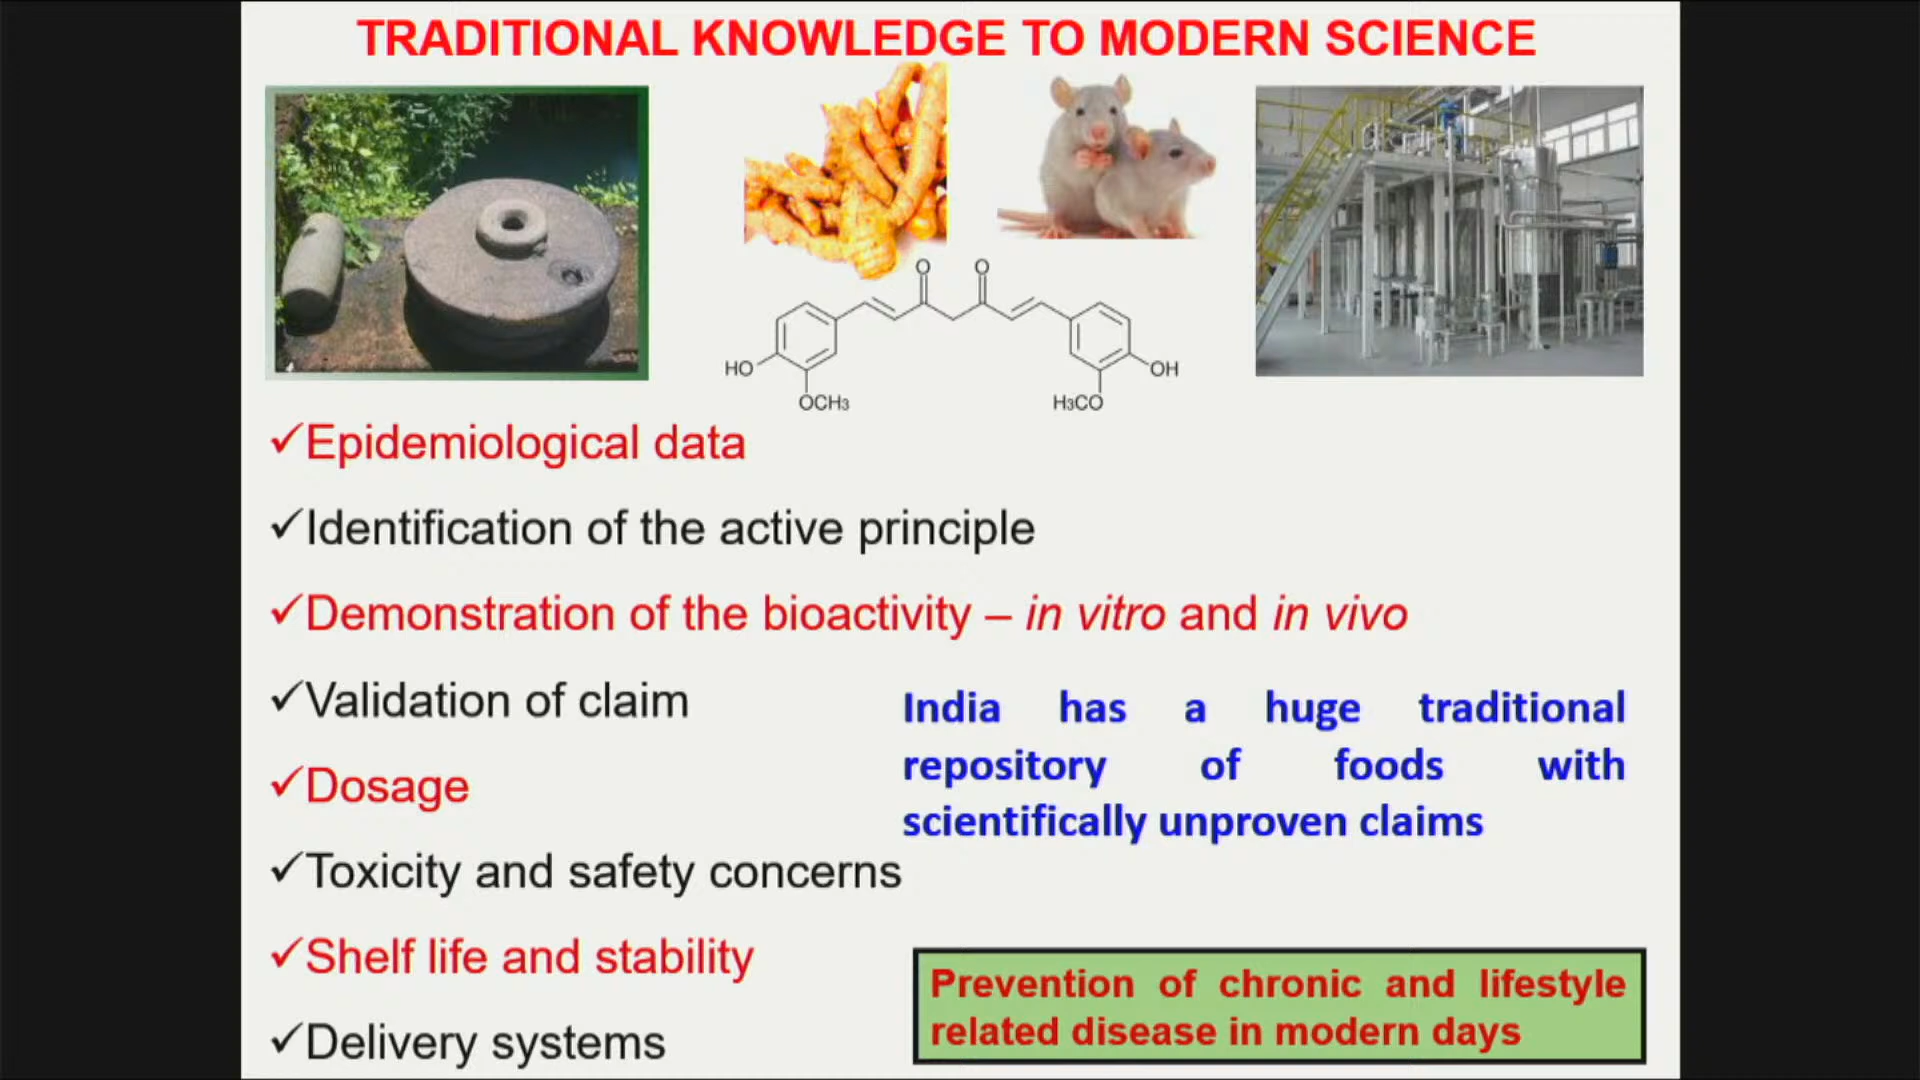 TRADITIONAL KNOWLEDGE TO MODERN SCIENCE
O O
HO OH
OCH₃ H₃CO
✓Epidemiological data
✓Identification of the active principle
✓Demonstration of the bioactivity – in vitro and in vivo
✓Validation of claim
✓Dosage
✓Toxicity and safety concerns
✓Shelf life and stability
✓Delivery systems
India has a huge traditional
repository of foods with
scientifically unproven claims
Prevention of chronic and lifestyle
related disease in modern days